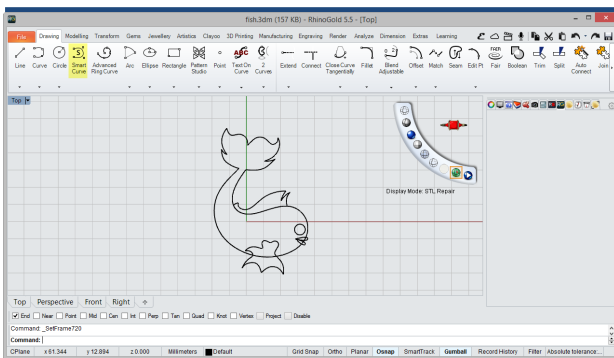 fish.3dm (157 KB) - RhinoGold 5.5 - [Top]
File Drawing Modelling Transform Gems Jewellery Artistics Clayoo 3D Printing Manufacturing Engraving Render Analyze Dimension Extras Learning
Line Curve Circle Smart Curve Advanced Ring Curve Arc Ellipse Rectangle Pattern Studio Point Text On Curve 2 Curves Extend Connect Close Curve Tangentially Fillet Blend Adjustable Offset Match Seam Edit Pt Fair Boolean Trim Split Auto Connect Join
Top
Display Mode: STL Repair
Top Perspective Front Right
End Near Point Mid Cen Int Perp Tan Quad Knot Vertex Project Disable
Command: _SetFrame720
Command:
CPlane x 61.344 y 12.894 z 0.000 Millimeters Default Grid Snap Ortho Planar Osnap SmartTrack Gumball Record History Filter Absolute tolerance...